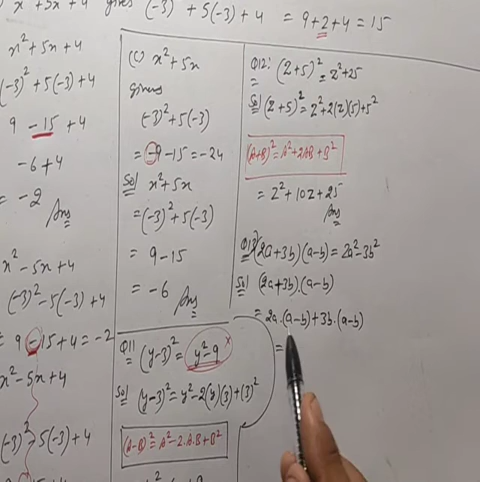 x² + 5x + 4 gives (-3) + 5(-3) + 4 = 9 + 2 + 4 = 15
x² + 5x + 4
(-3)² + 5(-3) + 4
9 - 15 + 4
-6 + 4
= -2 Ans
x² - 5x + 4
(-3)² - 5(-3) + 4
= 9 - 15 + 4 = -2
x² - 5x + 4
(-3)² - 5(-3) + 4
(c) x² + 5x
gives
(-3)² + 5(-3)
= -9 - 15 = -24
Sol x² + 5x
= (-3)² + 5(-3)
= 9 - 15
= -6 Ans
Q11 (y-3)² = y² - 9 x
Sol (y-3)² = y² - 2(y)(3) + (3)²
(A-B)² = A² - 2.A.B + B²
Q12: (Z+5)² = Z² + 25
Sol (Z+5)² = Z² + 2(Z)(5) + 5²
(A+B)² = A² + 2AB + B²
= Z² + 10Z + 25
Ans
Q13 (2a+3b)(a-b) = 2a² - 3b²
Sol (2a+3b).(a-b)
= 2a.(a-b) + 3b.(a-b)
=